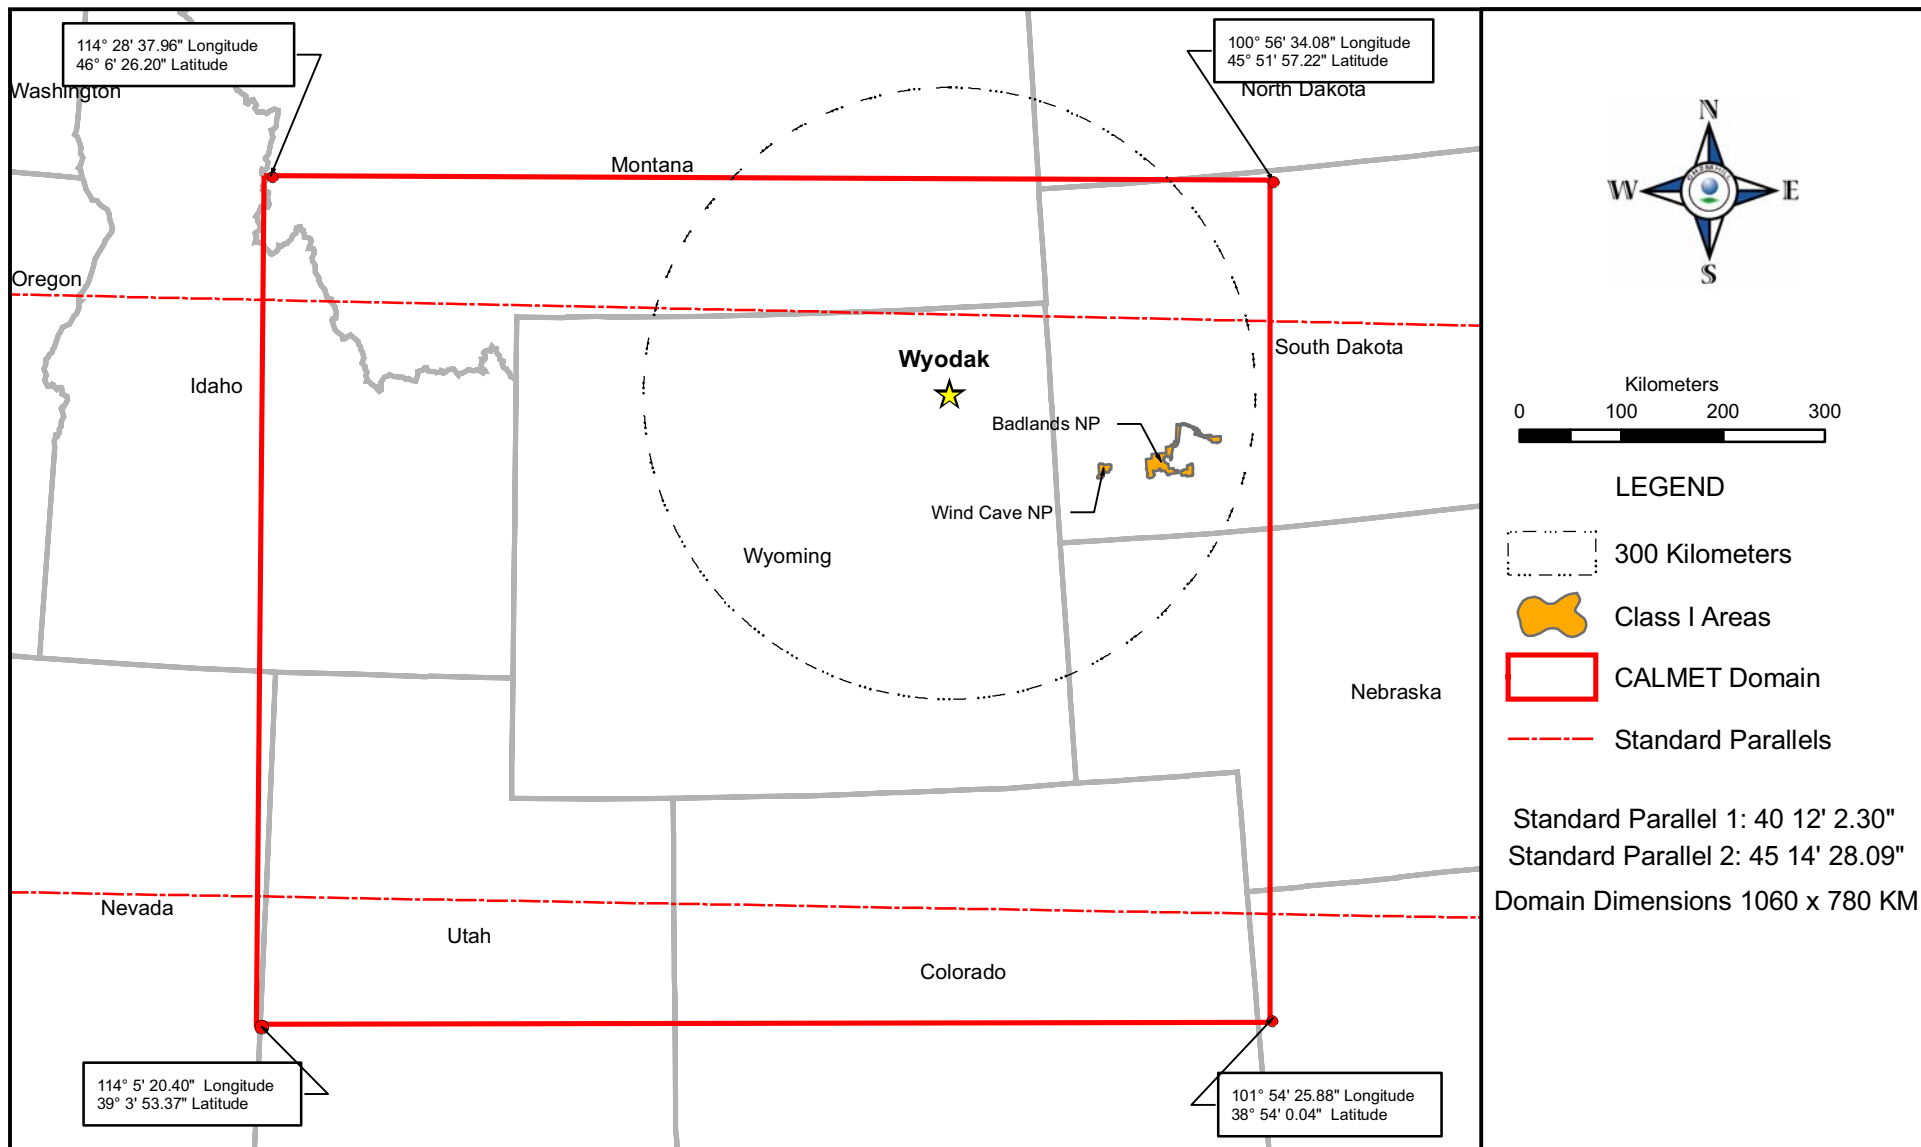 114° 28' 37.96" Longitude
46° 6' 26.20" Latitude
100° 56' 34.08" Longitude
45° 51' 57.22" Latitude
Washington
North Dakota
Montana
Oregon
Idaho
Wyodak
South Dakota
Badlands NP
Wind Cave NP
Wyoming
Nebraska
Nevada
Utah
Colorado
114° 5' 20.40" Longitude
39° 3' 53.37" Latitude
101° 54' 25.88" Longitude
38° 54' 0.04" Latitude
N
W
E
S
Kilometers
0 100 200 300
LEGEND
300 Kilometers
Class I Areas
CALMET Domain
Standard Parallels
Standard Parallel 1: 40 12' 2.30"
Standard Parallel 2: 45 14' 28.09"
Domain Dimensions 1060 x 780 KM